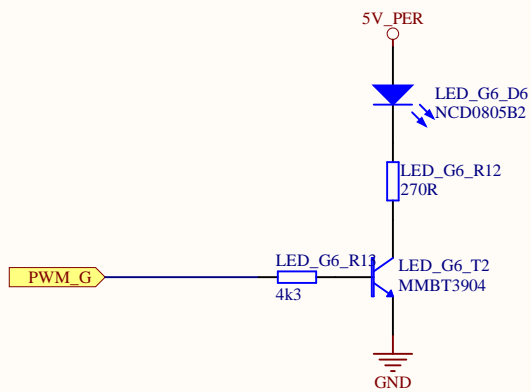 5V_PER
LED_G6_D6
NCD0805B2
LED_G6_R12
270R
LED_G6_R13
4k3
LED_G6_T2
MMBT3904
PWM_G
GND